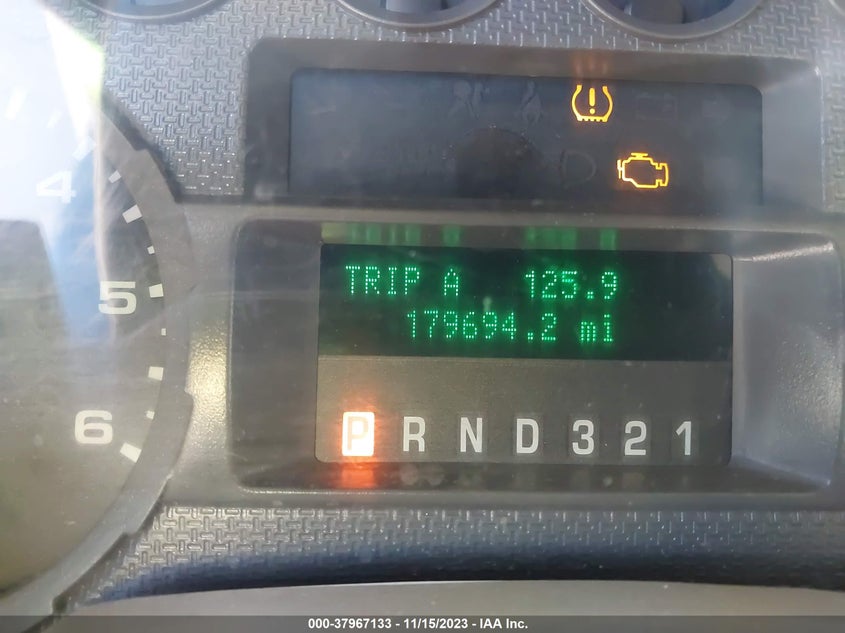 4
5
6
TRIP A 125.9
179694.2 mi
P R N D 3 2 1
000-37967133 - 11/15/2023 - IAA Inc.